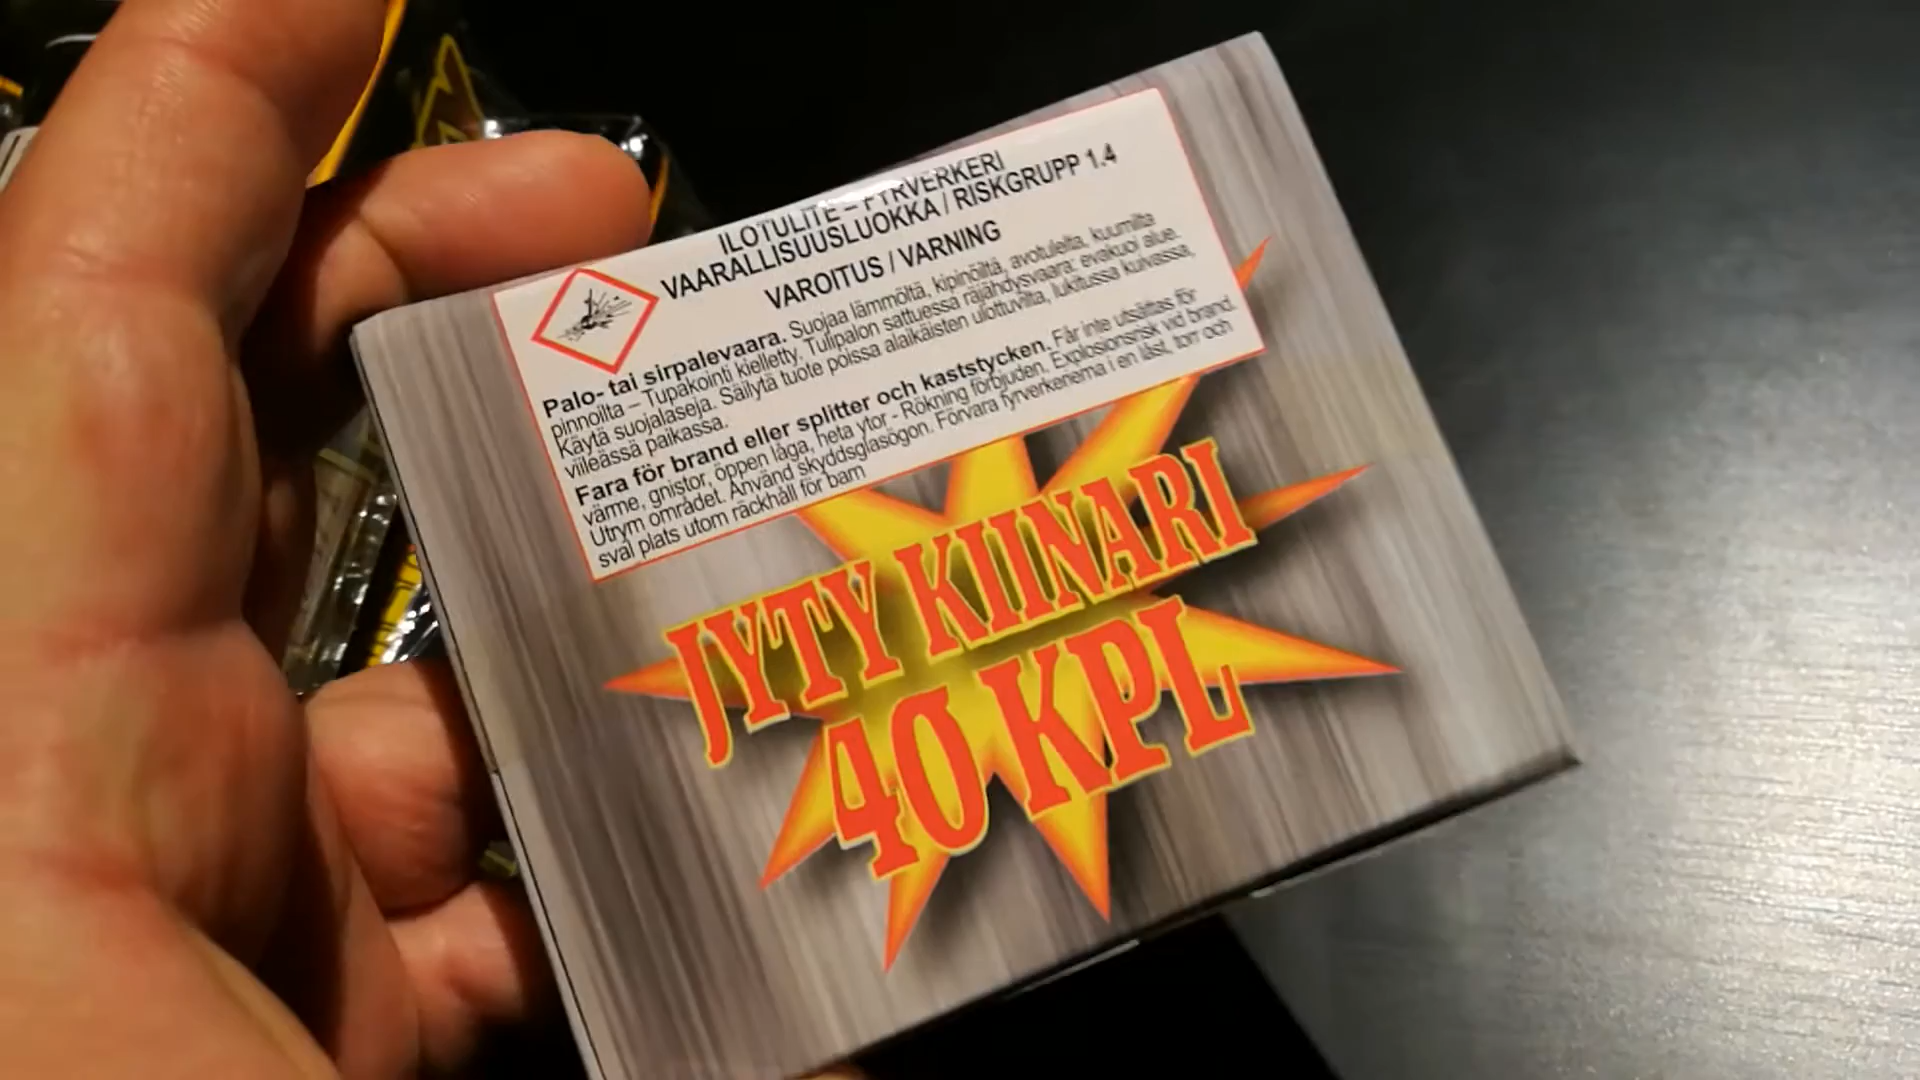 ILOTULITE – FYRVERKERI
VAARALLISUUSLUOKKA / RISKGRUPP 1.4
VAROITUS / VARNING
Palo- tai sirpalevaara. Suojaa lämmöltä, kipinöiltä, avotulelta, kuumilta
pinnoilta – Tupakointi kielletty. Tulipalon sattuessa räjähdysvaara: evakuoi alue.
Käytä suojalaseja. Säilytä tuote poissa alaikäisten ulottuvilta, lukitussa kuivassa,
viileässä paikassa.
Fara för brand eller splitter och kaststycken. Får inte utsättas för
värme, gnistor, öppen låga, heta ytor - Rökning förbjuden. Explosionsrisk vid brand.
Utrym området. Använd skyddsglasögon. Förvara fyrverkerierna i en låst, torr och
sval plats utom räckhåll för barn
JYTY KIINARI
40 KPL